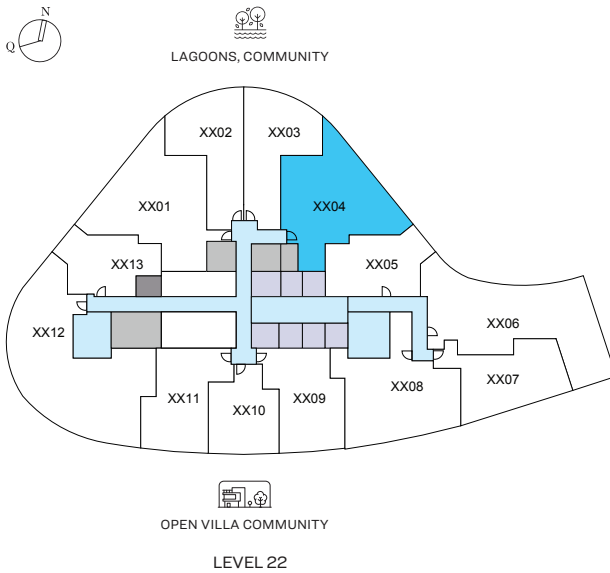 N
Q
LAGOONS, COMMUNITY
XX02
XX03
XX01
XX04
XX13
XX05
XX12
XX06
XX11
XX10
XX09
XX08
XX07
OPEN VILLA COMMUNITY
LEVEL 22